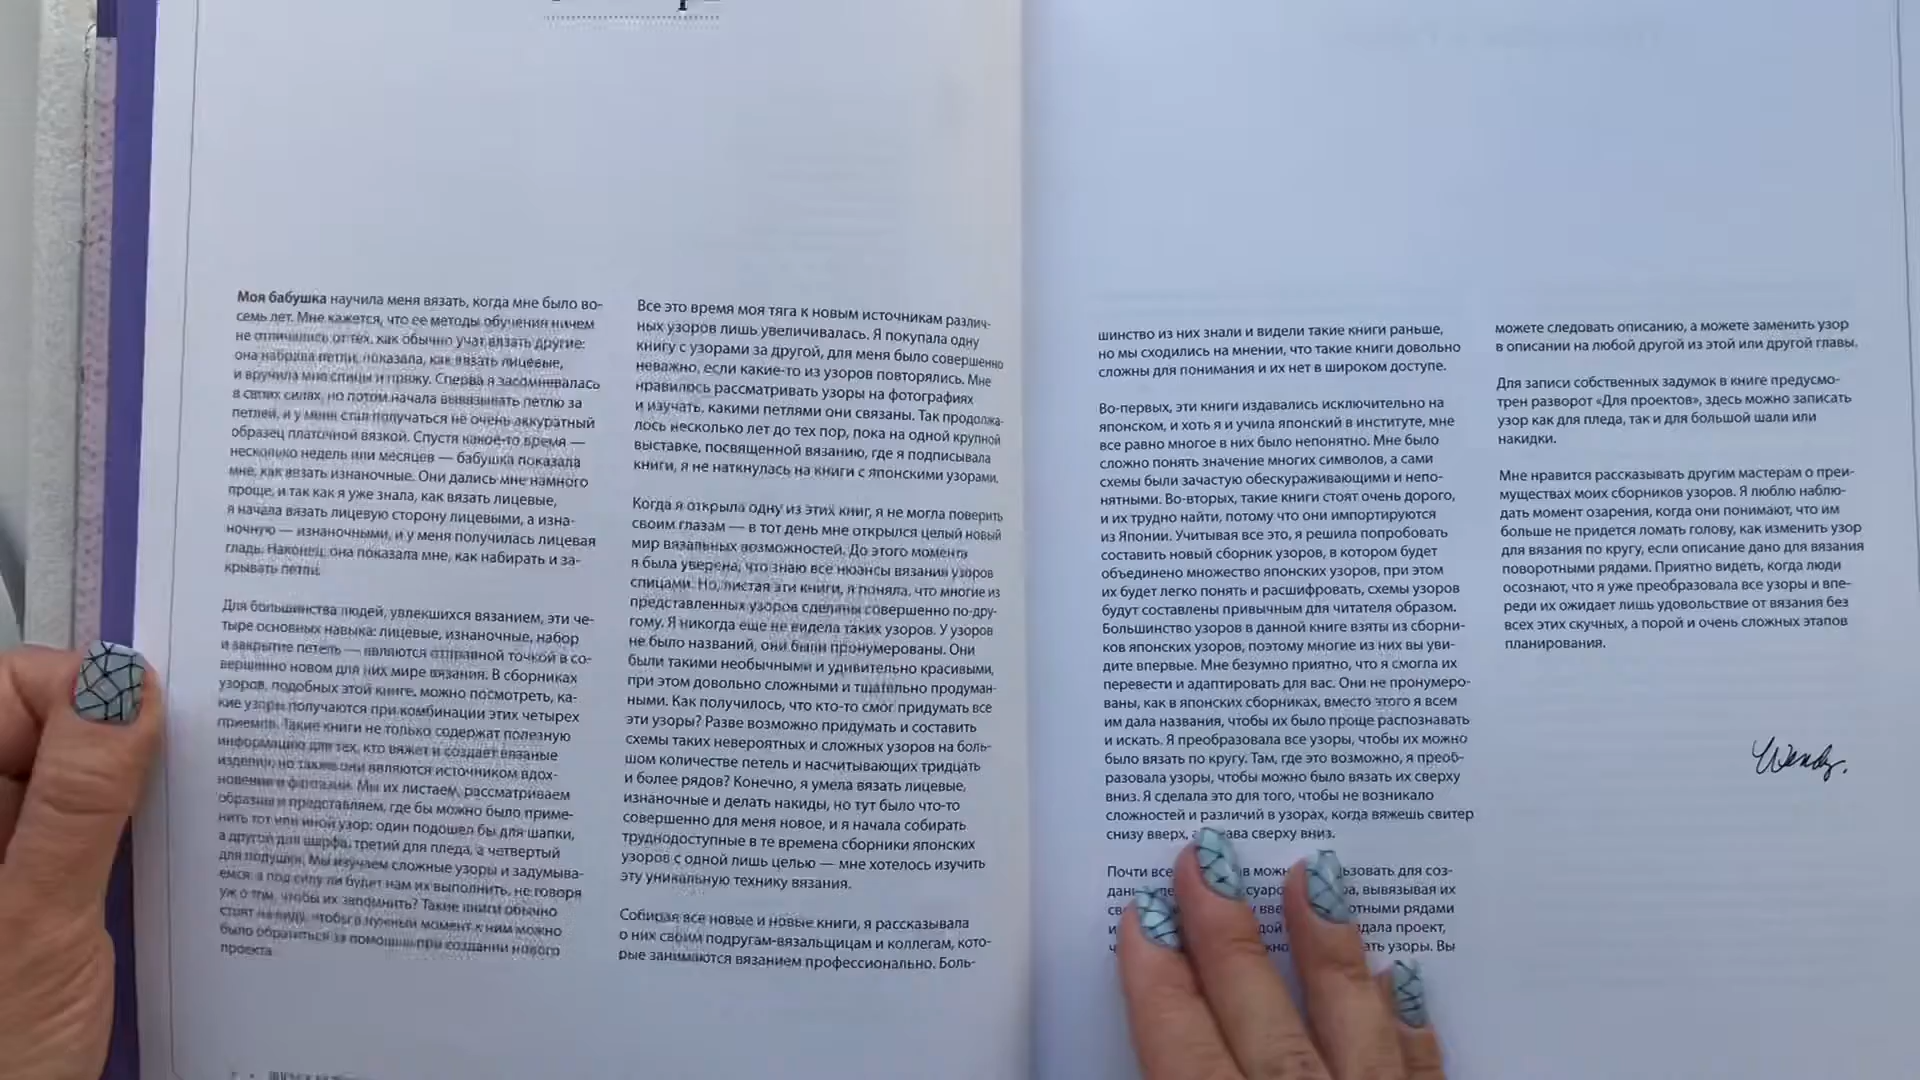 Моя бабушка научила меня вязать, когда мне было во-
семь лет. Мне кажется, что ее методы обучения ничем
не отличались от тех, как обычно учат вязать другие:
она набрала петли, показала, как вязать лицевые,
и вручила мне спицы и пряжу. Сперва я засомневалась
в своих силах, но потом начала вывязывать петлю за
петлей, и у меня стал получаться не очень аккуратный
образец платочной вязкой. Спустя какое-то время —
несколько недель или месяцев — бабушка показала
мне, как вязать изнаночные. Они дались мне намного
проще, и так как я уже знала, как вязать лицевые,
я начала вязать лицевую сторону лицевыми, а изна-
ночную — изнаночными, и у меня получилась лицевая
гладь. Наконец, она показала мне, как набирать и за-
крывать петли.
Для большинства людей, увлекшихся вязанием, эти че-
тыре основных навыка: лицевые, изнаночные, набор
и закрытие петель — являются отправной точкой в со-
вершенно новом для них мире вязания. В сборниках
узоров, подобных этой книге, можно посмотреть, ка-
кие узоры получаются при комбинации этих четырех
приемов. Такие книги не только содержат полезную
информацию для тех, кто вяжет и создает вязаные
изделия, но также они являются источником вдох-
новения и фантазии. Мы их листаем, рассматриваем
образцы и представляем, где бы можно было приме-
нить тот или иной узор: один подошел бы для шапки,
а другой для шарфа, третий для пледа, а четвертый
для подушки. Мы изучаем сложные узоры и задумыва-
емся, а под силу ли будет нам их выполнить, не говоря
уж о том, чтобы их запомнить? Такие книги обычно
стоят на виду, чтобы в нужный момент к ним можно
было обратиться за помощью при создании нового
проекта.
Все это время моя тяга к новым источникам различ-
ных узоров лишь увеличивалась. Я покупала одну
книгу с узорами за другой, для меня было совершенно
неважно, если какие-то из узоров повторялись. Мне
нравилось рассматривать узоры на фотографиях
и изучать, какими петлями они связаны. Так продолжа-
лось несколько лет до тех пор, пока на одной крупной
выставке, посвященной вязанию, где я подписывала
книги, я не наткнулась на книги с японскими узорами.
Когда я открыла одну из этих книг, я не могла поверить
своим глазам — в тот день мне открылся целый новый
мир вязальных возможностей. До этого момента
я была уверена, что знаю все нюансы вязания узоров
спицами. Но, листая эти книги, я поняла, что многие из
представленных узоров сделаны совершенно по-дру-
гому. Я никогда еще не видела таких узоров. У узоров
не было названий, они были пронумерованы. Они
были такими необычными и удивительно красивыми,
при этом довольно сложными и тщательно продуман-
ными. Как получилось, что кто-то смог придумать все
эти узоры? Разве возможно придумать и составить
схемы таких невероятных и сложных узоров на боль-
шом количестве петель и насчитывающих тридцать
и более рядов? Конечно, я умела вязать лицевые,
изнаночные и делать накиды, но тут было что-то
совершенно для меня новое, и я начала собирать
труднодоступные в те времена сборники японских
узоров с одной лишь целью — мне хотелось изучить
эту уникальную технику вязания.
Собирая все новые и новые книги, я рассказывала
о них своим подругам-вязальщицам и коллегам, кото-
рые занимаются вязанием профессионально. Боль-
шинство из них знали и видели такие книги раньше,
но мы сходились на мнении, что такие книги довольно
сложны для понимания и их нет в широком доступе.
Во-первых, эти книги издавались исключительно на
японском, и хоть я и учила японский в институте, мне
все равно многое в них было непонятно. Мне было
сложно понять значение многих символов, а сами
схемы были зачастую обескураживающими и непо-
нятными. Во-вторых, такие книги стоят очень дорого,
и их трудно найти, потому что они импортируются
из Японии. Учитывая все это, я решила попробовать
составить новый сборник узоров, в котором будет
объединено множество японских узоров, при этом
их будет легко понять и расшифровать, схемы узоров
будут составлены привычным для читателя образом.
Большинство узоров в данной книге взяты из сборни-
ков японских узоров, поэтому многие из них вы уви-
дите впервые. Мне безумно приятно, что я смогла их
перевести и адаптировать для вас. Они не пронумеро-
ваны, как в японских сборниках, вместо этого я всем
им дала названия, чтобы их было проще распознавать
и искать. Я преобразовала все узоры, чтобы их можно
было вязать по кругу. Там, где это возможно, я преоб-
разовала узоры, чтобы можно было вязать их сверху
вниз. Я сделала это для того, чтобы не возникало
сложностей и различий в узорах, когда вяжешь свитер
снизу вверх, а сверху вниз.
Почти все для соз-
вывязывая их
рядами
проект,
узоры. Вы
можете следовать описанию, а можете заменить узор
в описании на любой другой из этой или другой главы.
Для записи собственных задумок в книге предусмо-
трен разворот «Для проектов», здесь можно записать
узор как для пледа, так и для большой шали или
накидки.
Мне нравится рассказывать другим мастерам о преи-
муществах моих сборников узоров. Я люблю наблю-
дать момент озарения, когда они понимают, что им
больше не придется ломать голову, как изменить узор
для вязания по кругу, если описание дано для вязания
поворотными рядами. Приятно видеть, когда люди
осознают, что я уже преобразовала все узоры и впе-
реди их ожидает лишь удовольствие от вязания без
всех этих скучных, а порой и очень сложных этапов
планирования.
Wendy.